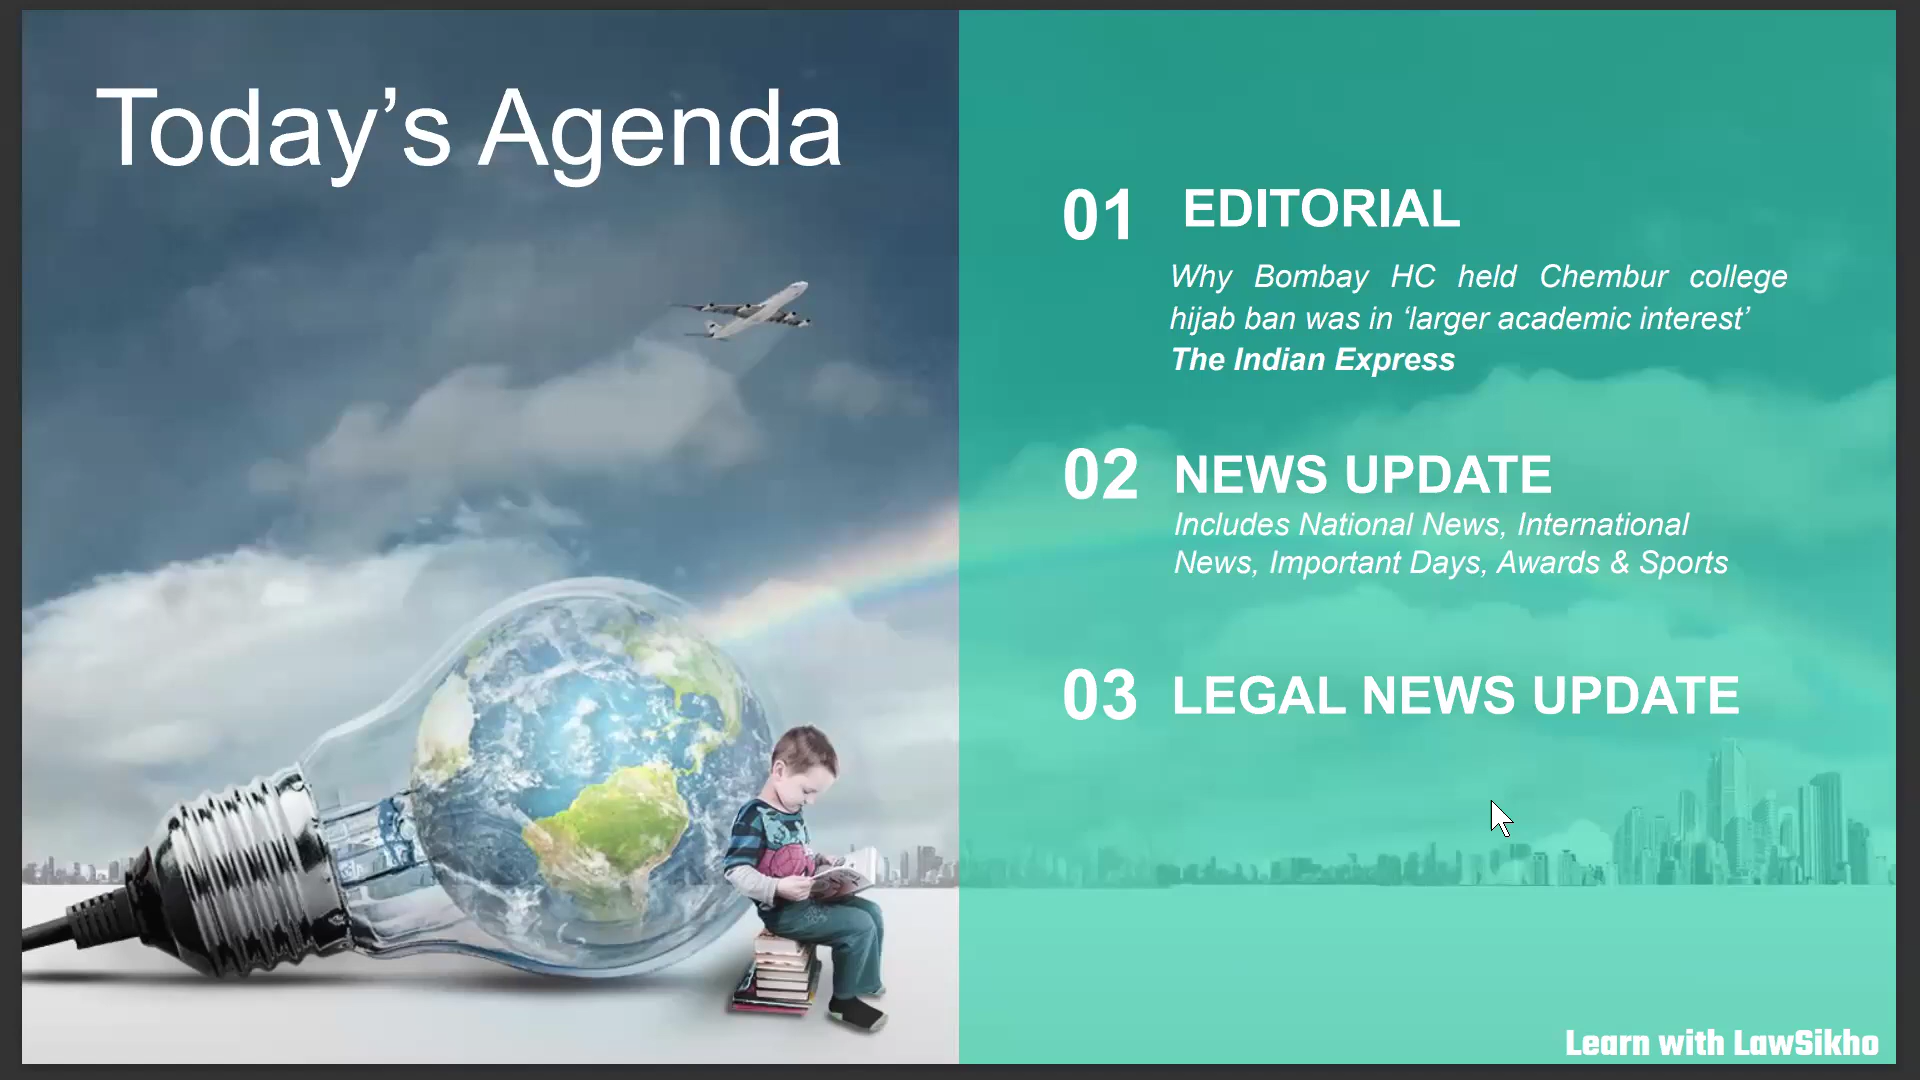 Today’s Agenda
01 EDITORIAL
Why Bombay HC held Chembur college
hijab ban was in ‘larger academic interest’
The Indian Express
02 NEWS UPDATE
Includes National News, International
News, Important Days, Awards & Sports
03 LEGAL NEWS UPDATE
Learn with LawSikho